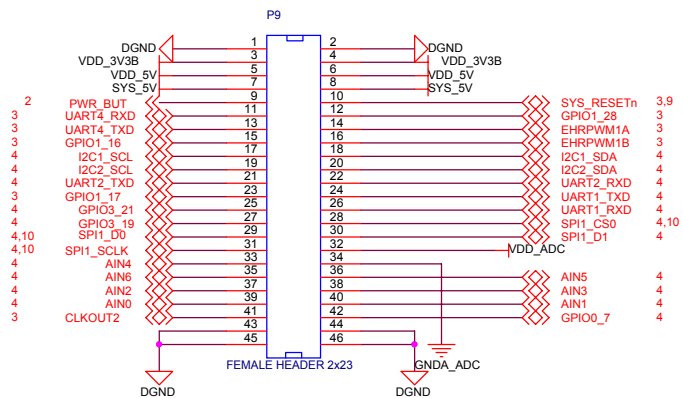 P9
DGND 1 2 DGND
VDD_3V3B 3 4 VDD_3V3B
VDD_5V 5 6 VDD_5V
SYS_5V 7 8 SYS_5V
2 PWR_BUT 9 10 SYS_RESETn 3,9
3 UART4_RXD 11 12 GPIO1_28 3
3 UART4_TXD 13 14 EHRPWM1A 3
3 GPIO1_16 15 16 EHRPWM1B 3
4 I2C1_SCL 17 18 I2C1_SDA 4
4 I2C2_SCL 19 20 I2C2_SDA 4
4 UART2_TXD 21 22 UART2_RXD 4
3 GPIO1_17 23 24 UART1_TXD 4
4 GPIO3_21 25 26 UART1_RXD 4
4 GPIO3_19 27 28 SPI1_CS0 4,10
4,10 SPI1_D0 29 30 SPI1_D1 4
4,10 SPI1_SCLK 31 32 VDD_ADC
4 AIN4 33 34
4 AIN6 35 36 AIN5 4
4 AIN2 37 38 AIN3 4
4 AIN0 39 40 AIN1 4
3 CLKOUT2 41 42 GPIO0_7 4
43 44
45 46
FEMALE HEADER 2x23 GNDA_ADC
DGND DGND